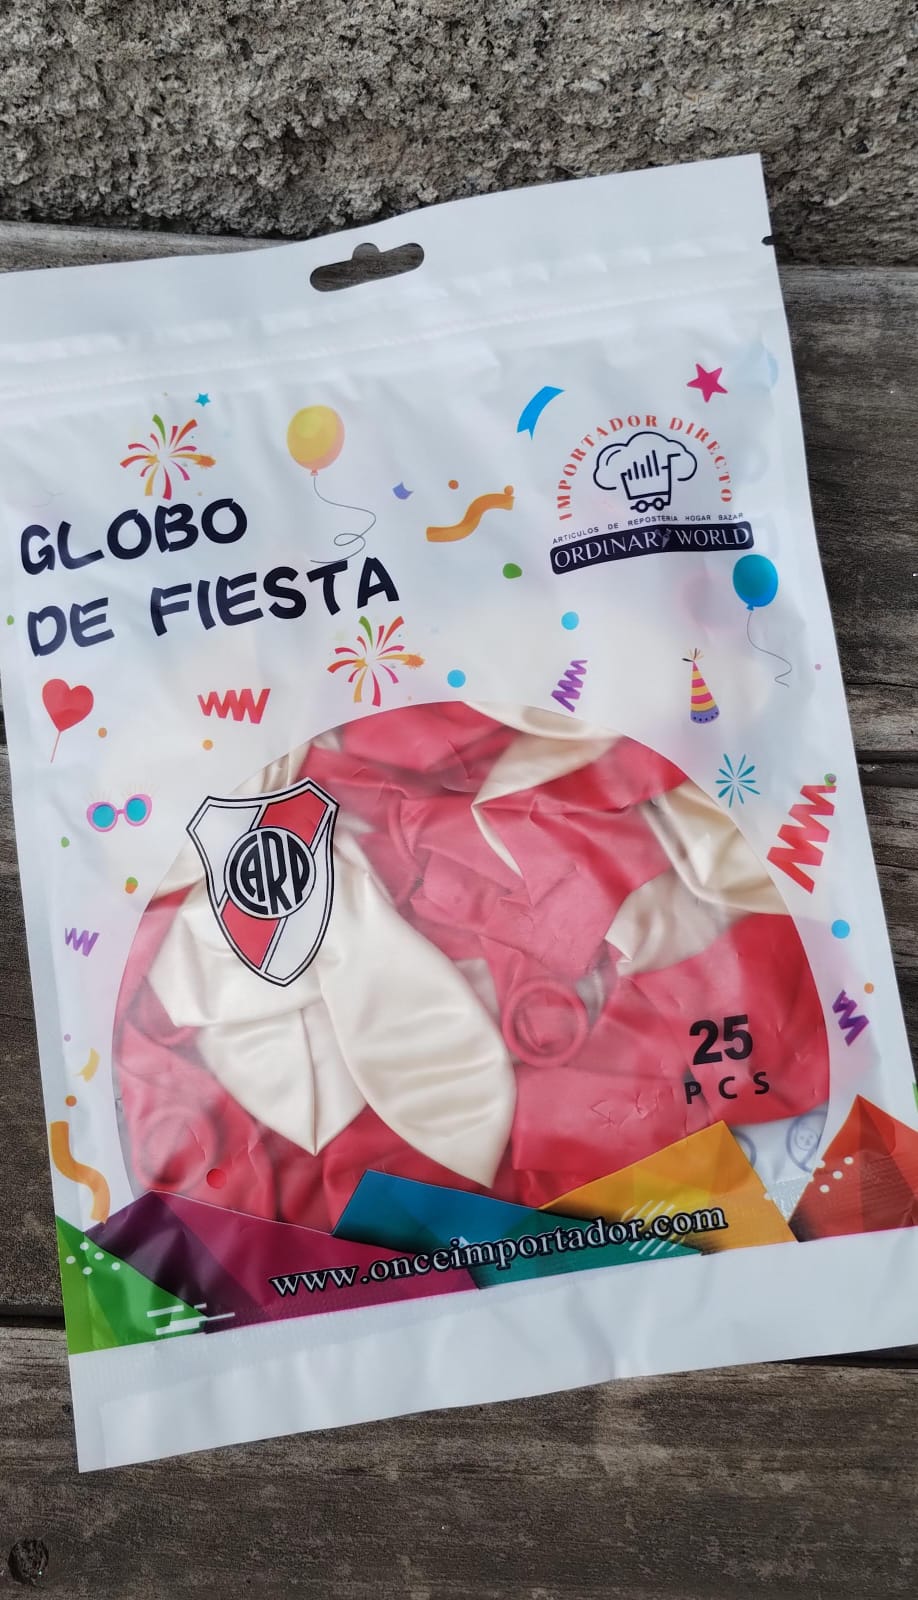 IMPORTADOR DIRECTO
ARTICULOS DE REPOSTERIA HOGAR BAZAR
ORDINARY WORLD
GLOBO
DE FIESTA
CARP
25
PCS
www.onceimportador.com